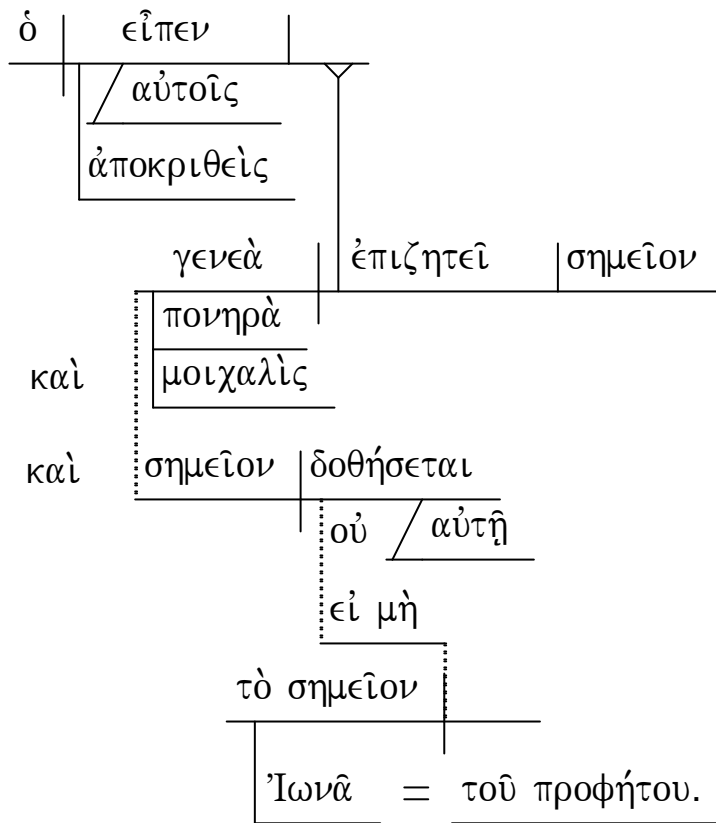 ὁ εἶπεν
αὐτοῖς
ἀποκριθεὶς
γενεὰ ἐπιζητεῖ σημεῖον
πονηρὰ
καὶ μοιχαλὶς
καὶ σημεῖον δοθήσεται
οὐ αὐτῇ
εἰ μὴ
τὸ σημεῖον
Ἰωνᾶ = τοῦ προφήτου.